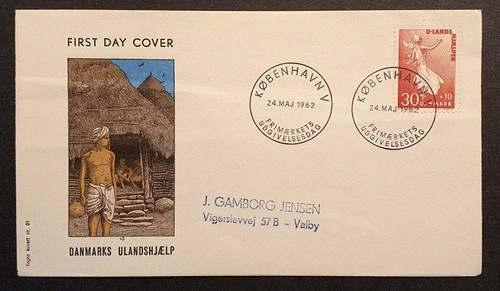 FIRST DAY COVER
DANMARKS ULANDSHJÆLP
KØBENHAVN V
24.MAJ 1962
FRIMÆRKETS
UDGIVELSESDAG
KØBENHAVN V
24.MAJ 1962
FRIMÆRKETS
UDGIVELSESDAG
U-LANDS
HJÆLPEN
30+10
DANMARK
J. GAMBORG JENSEN
Vigerslevvej 57 B - Valby